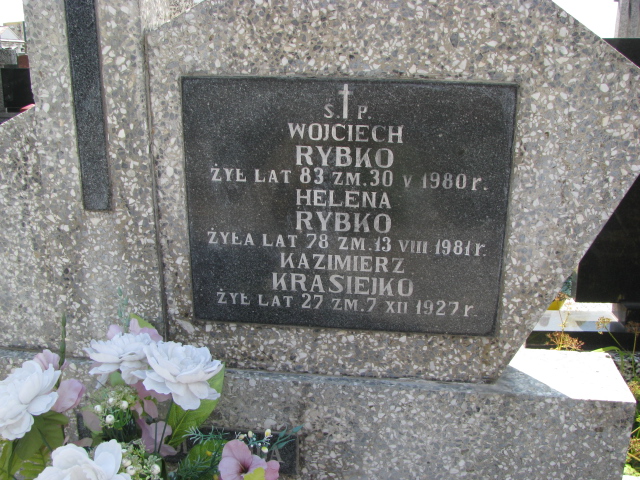 Ś. P.
WOJCIECH
RYBKO
ŻYŁ LAT 83 ZM. 30 V 1980 r.
HELENA
RYBKO
ŻYŁA LAT 78 ZM. 13 VIII 1981 r.
KAZIMIERZ
KRASIEJKO
ŻYŁ LAT 27 ZM. 7 XII 1927 r.